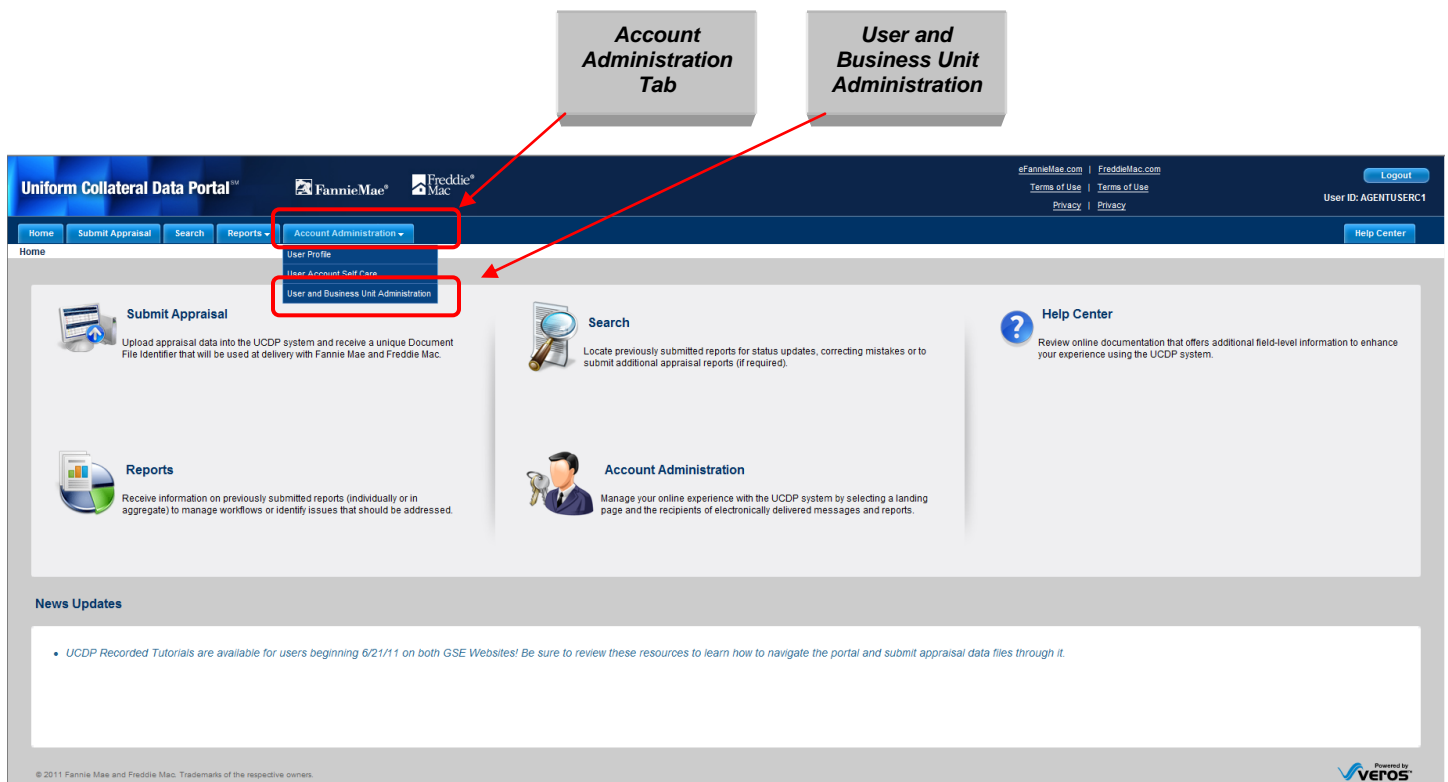 Account
Administration
Tab
User and
Business Unit
Administration
Uniform Collateral Data Portal℠
FannieMae®
Freddie®
Mac
eFannieMae.com | FreddieMac.com
Terms of Use | Terms of Use
Privacy | Privacy
Logout
User ID: AGENTUSERC1
Home
Submit Appraisal
Search
Reports
Account Administration
Help Center
Home
User Profile
User Account Self Care
User and Business Unit Administration
Submit Appraisal
Upload appraisal data into the UCDP system and receive a unique Document
File Identifier that will be used at delivery with Fannie Mae and Freddie Mac.
Search
Locate previously submitted reports for status updates, correcting mistakes or to
submit additional appraisal reports (if required).
Help Center
Review online documentation that offers additional field-level information to enhance
your experience using the UCDP system.
Reports
Receive information on previously submitted reports (individually or in
aggregate) to manage workflows or identify issues that should be addressed.
Account Administration
Manage your online experience with the UCDP system by selecting a landing
page and the recipients of electronically delivered messages and reports.
News Updates
• UCDP Recorded Tutorials are available for users beginning 6/21/11 on both GSE Websites! Be sure to review these resources to learn how to navigate the portal and submit appraisal data files through it.
© 2011 Fannie Mae and Freddie Mac. Trademarks of the respective owners.
Powered by
veros